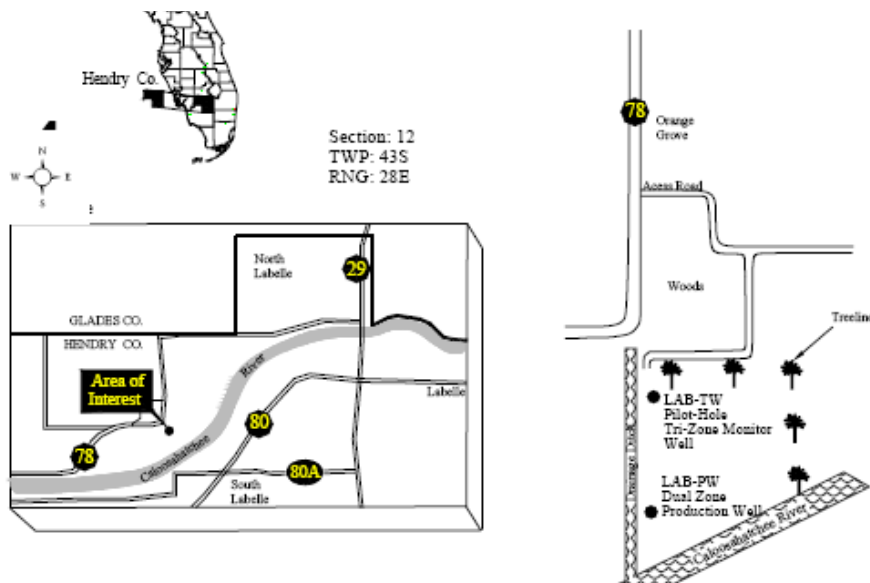 Hendry Co.
N
W
E
S
Section: 12
TWP: 43S
RNG: 28E
North
Labelle
29
GLADES CO.
HENDRY CO.
Area of
Interest
River
Caloosahatchee
Labelle
80
78
80A
South
Labelle
78
Orange
Grove
Acess Road
Woods
Treeline
LAB-TW
Pilot-Hole
Tri-Zone Monitor
Well
Drainage Ditch
LAB-PW
Dual Zone
Production Well
Caloosahatchee River